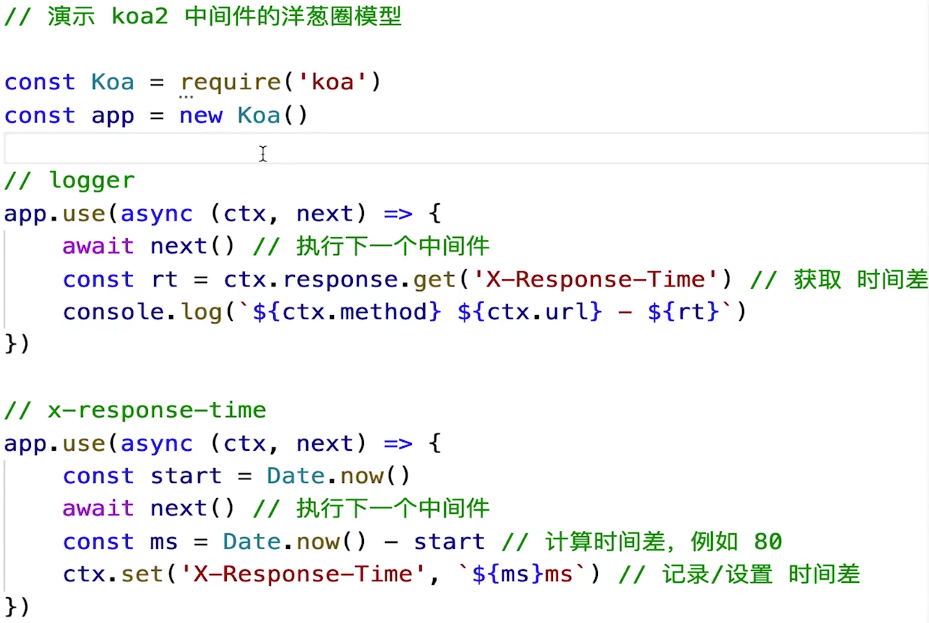 // 演示 koa2 中间件的洋葱圈模型
const Koa = require('koa')
const app = new Koa()
// logger
app.use(async (ctx, next) => {
    await next() // 执行下一个中间件
    const rt = ctx.response.get('X-Response-Time') // 获取 时间差
    console.log(`${ctx.method} ${ctx.url} - ${rt}`)
})
// x-response-time
app.use(async (ctx, next) => {
    const start = Date.now()
    await next() // 执行下一个中间件
    const ms = Date.now() - start // 计算时间差，例如 80
    ctx.set('X-Response-Time', `${ms}ms`) // 记录/设置 时间差
})